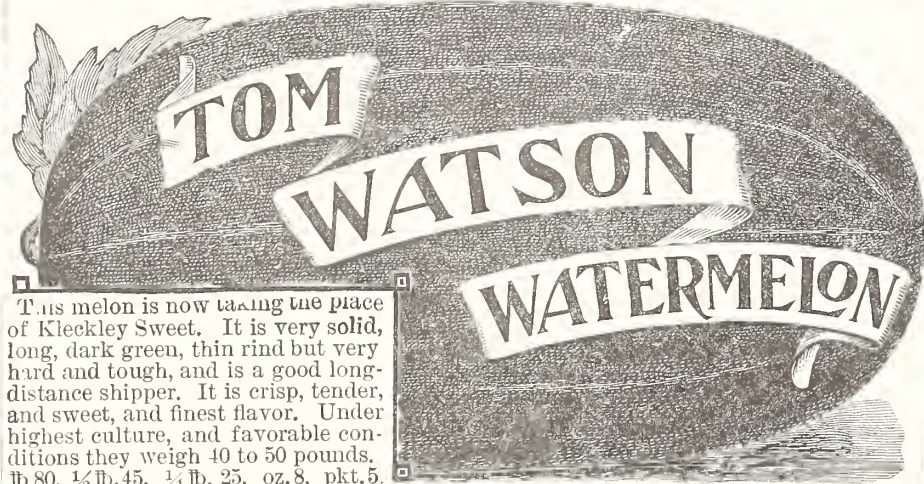 TOM
WATSON
WATERMELON
This melon is now taking the place
of Kleckley Sweet. It is very solid,
long, dark green, thin rind but very
hard and tough, and is a good long-
distance shipper. It is crisp, tender,
and sweet, and finest flavor. Under
highest culture, and favorable con-
ditions they weigh 40 to 50 pounds.
lb 80, ½ lb. 45, ¼ lb. 25, oz. 8, pkt. 5.